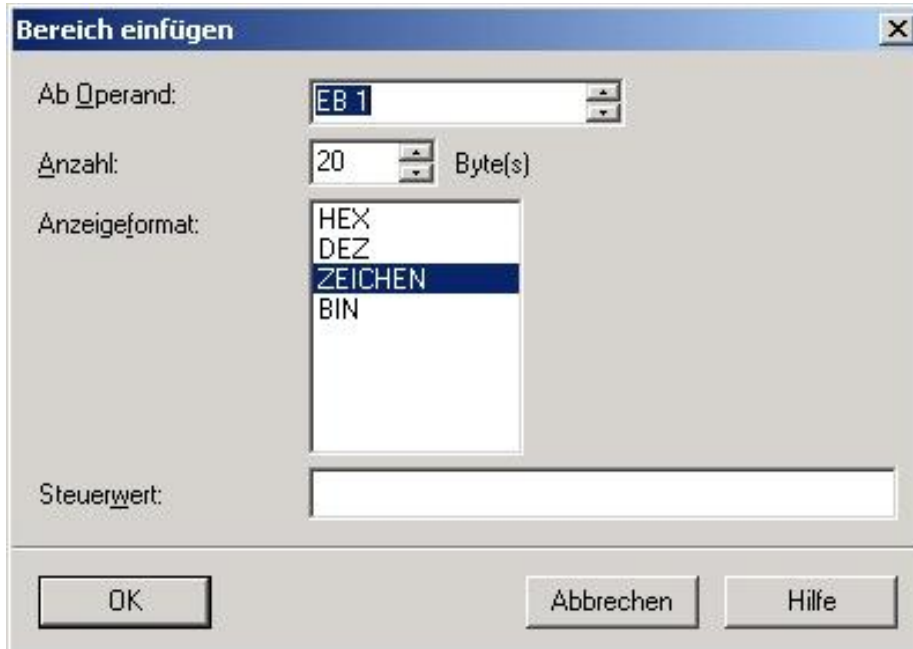 Bereich einfügen
Ab Operand: EB 1
Anzahl: 20 Byte(s)
Anzeigeformat: HEX
DEZ
ZEICHEN
BIN
Steuerwert:
OK Abbrechen Hilfe